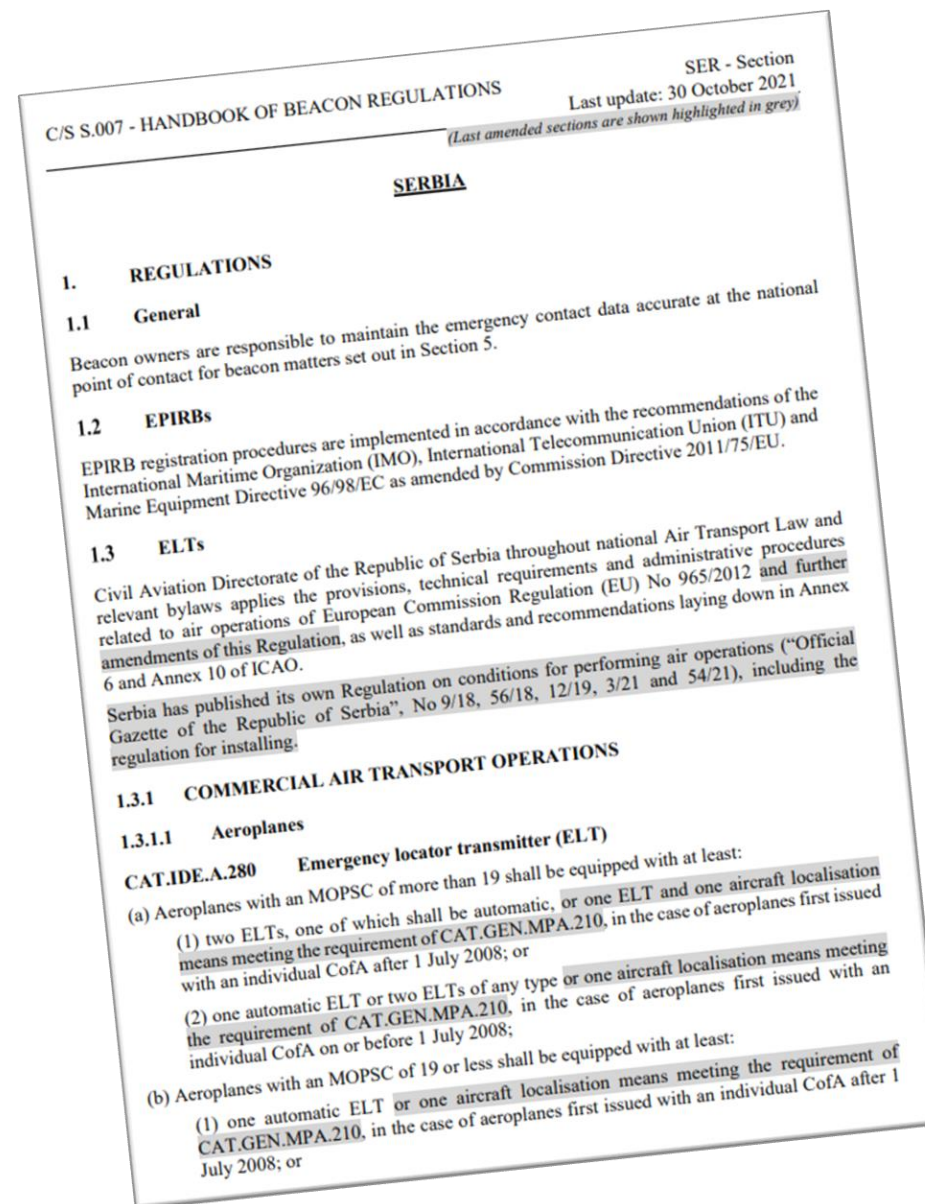 C/S S.007 - HANDBOOK OF BEACON REGULATIONS
SER - Section
Last update: 30 October 2021
(Last amended sections are shown highlighted in grey)
SERBIA
1. REGULATIONS
1.1 General
Beacon owners are responsible to maintain the emergency contact data accurate at the national
point of contact for beacon matters set out in Section 5.
1.2 EPIRBs
EPIRB registration procedures are implemented in accordance with the recommendations of the
International Maritime Organization (IMO), International Telecommunication Union (ITU) and
Marine Equipment Directive 96/98/EC as amended by Commission Directive 2011/75/EU.
1.3 ELTs
Civil Aviation Directorate of the Republic of Serbia throughout national Air Transport Law and
relevant bylaws applies the provisions, technical requirements and administrative procedures
related to air operations of European Commission Regulation (EU) No 965/2012 and further
amendments of this Regulation, as well as standards and recommendations laying down in Annex
6 and Annex 10 of ICAO.
Serbia has published its own Regulation on conditions for performing air operations (“Official
Gazette of the Republic of Serbia”, No 9/18, 56/18, 12/19, 3/21 and 54/21), including the
regulation for installing.
1.3.1 COMMERCIAL AIR TRANSPORT OPERATIONS
1.3.1.1 Aeroplanes
CAT.IDE.A.280 Emergency locator transmitter (ELT)
(a) Aeroplanes with an MOPSC of more than 19 shall be equipped with at least:
(1) two ELTs, one of which shall be automatic, or one ELT and one aircraft localisation
means meeting the requirement of CAT.GEN.MPA.210, in the case of aeroplanes first issued
with an individual CofA after 1 July 2008; or
(2) one automatic ELT or two ELTs of any type or one aircraft localisation means meeting
the requirement of CAT.GEN.MPA.210, in the case of aeroplanes first issued with an
individual CofA on or before 1 July 2008;
(b) Aeroplanes with an MOPSC of 19 or less shall be equipped with at least:
(1) one automatic ELT or one aircraft localisation means meeting the requirement of
CAT.GEN.MPA.210, in the case of aeroplanes first issued with an individual CofA after 1
July 2008; or